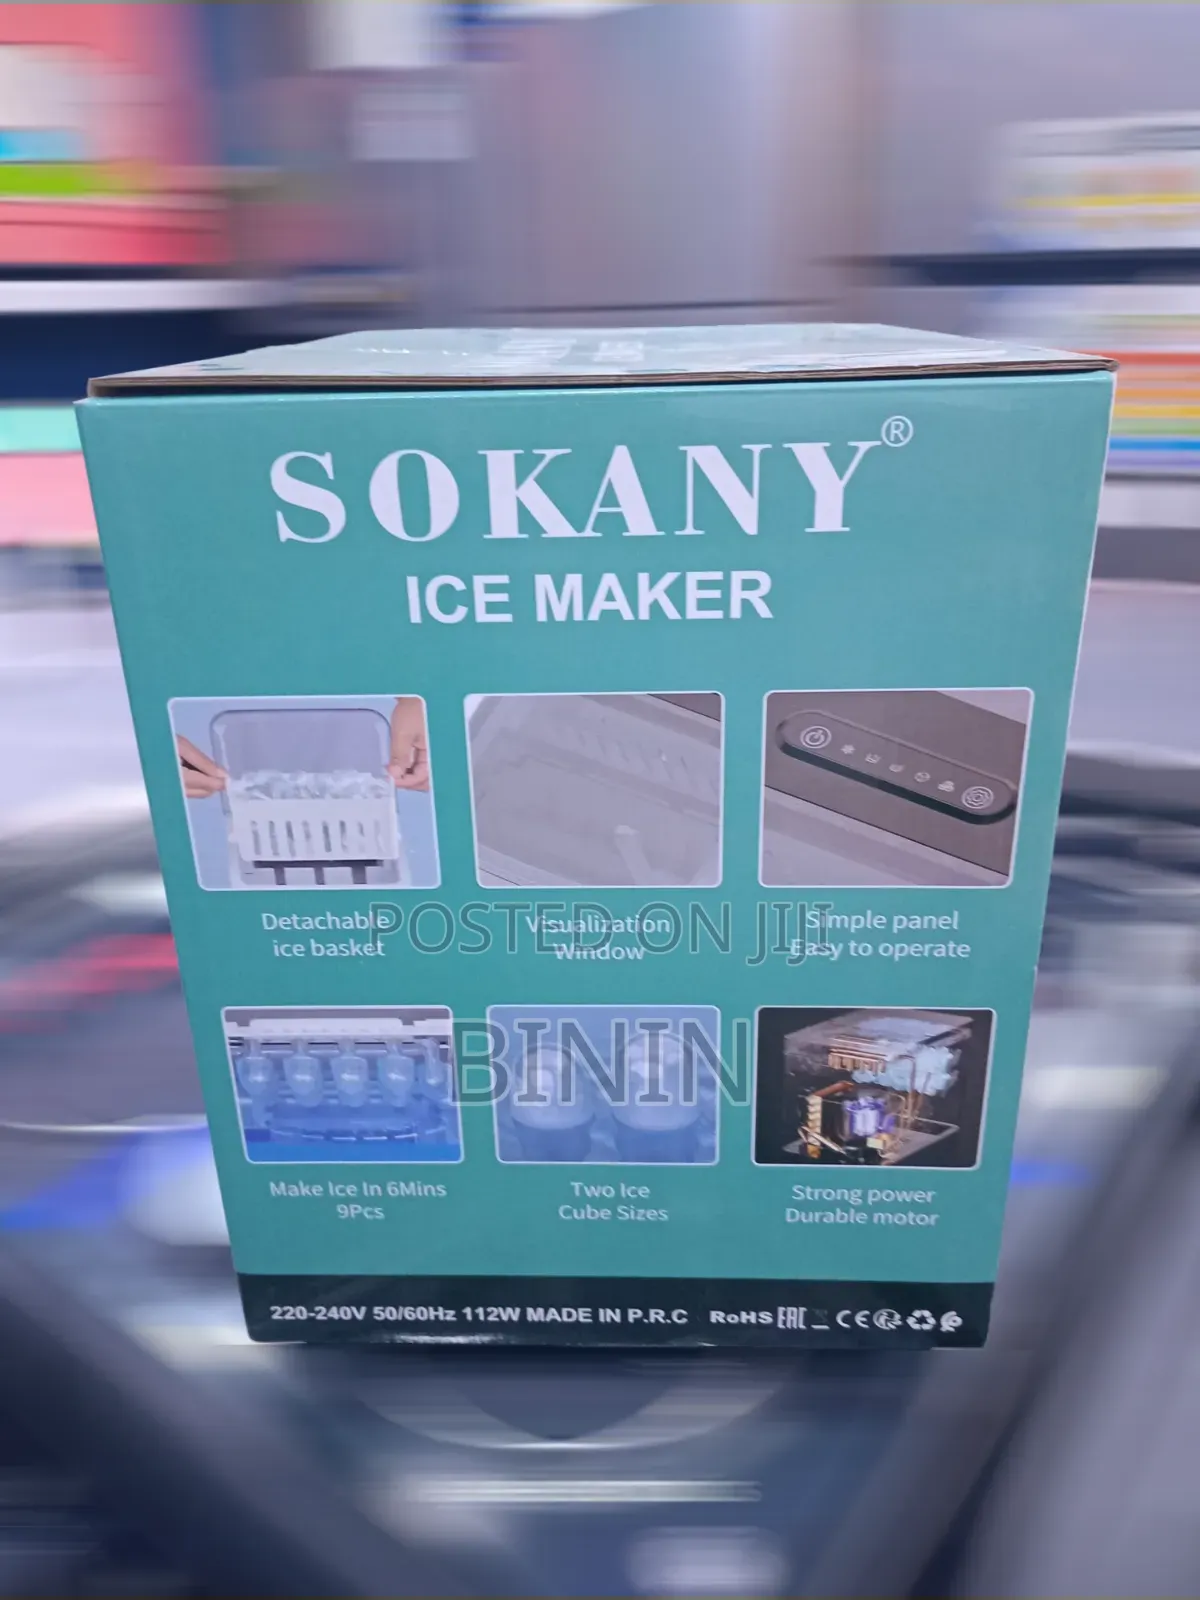 SOKANY®
ICE MAKER
Detachable
ice basket
Visualization
Window
Simple panel
Easy to operate
POSTED ON JIJI
BININ
Make Ice In 6Mins
9Pcs
Two Ice
Cube Sizes
Strong power
Durable motor
220-240V 50/60Hz 112W MADE IN P.R.C RoHS EAC CE